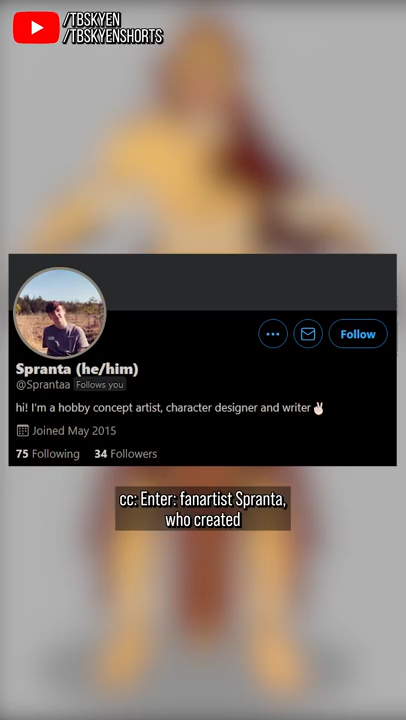 /TBSKYEN
/TBSKYENSHORTS
Follow
Spranta (he/him)
@Sprantaa Follows you
hi! I'm a hobby concept artist, character designer and writer✌🏻
Joined May 2015
75 Following 34 Followers
cc: Enter: fanartist Spranta,
who created